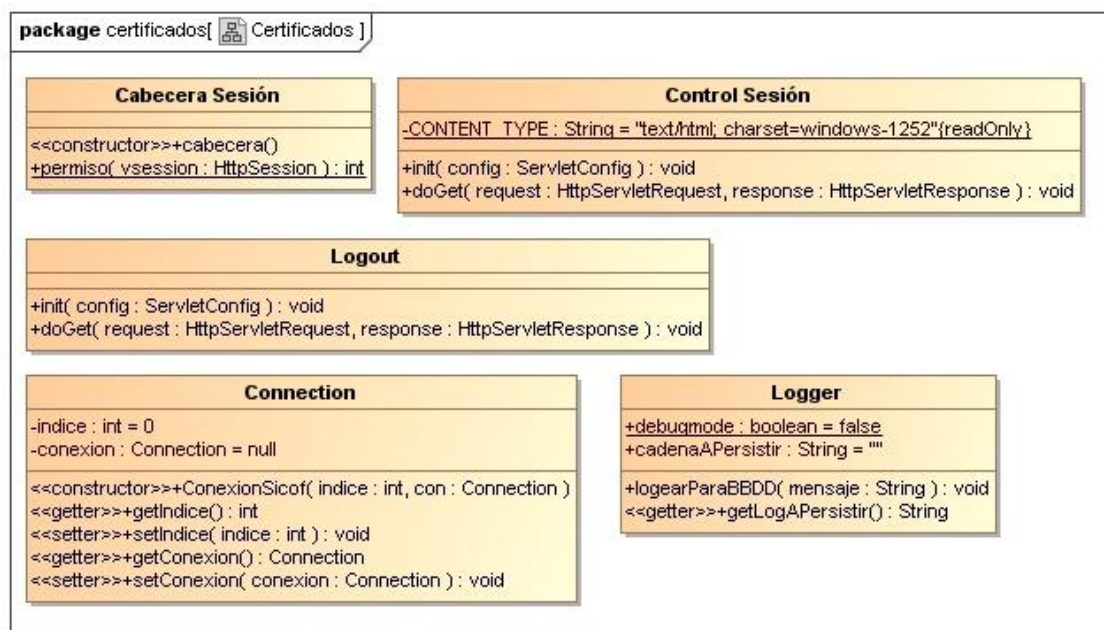 package certificados[ Certificados ]
Cabecera Sesión
<<constructor>>+cabecera()
+permiso( vsession : HttpSession ) : int
Control Sesión
-CONTENT_TYPE : String = "text/html; charset=windows-1252"{readOnly}
+init( config : ServletConfig ) : void
+doGet( request : HttpServletRequest, response : HttpServletResponse ) : void
Logout
+init( config : ServletConfig ) : void
+doGet( request : HttpServletRequest, response : HttpServletResponse ) : void
Connection
-indice : int = 0
-conexion : Connection = null
<<constructor>>+ConexionSicof( indice : int, con : Connection )
<<getter>>+getIndice() : int
<<setter>>+setIndice( indice : int ) : void
<<getter>>+getConexion() : Connection
<<setter>>+setConexion( conexion : Connection ) : void
Logger
+debugmode : boolean = false
+cadenaAPersistir : String = ""
+logearParaBBDD( mensaje : String ) : void
<<getter>>+getLogAPersistir() : String